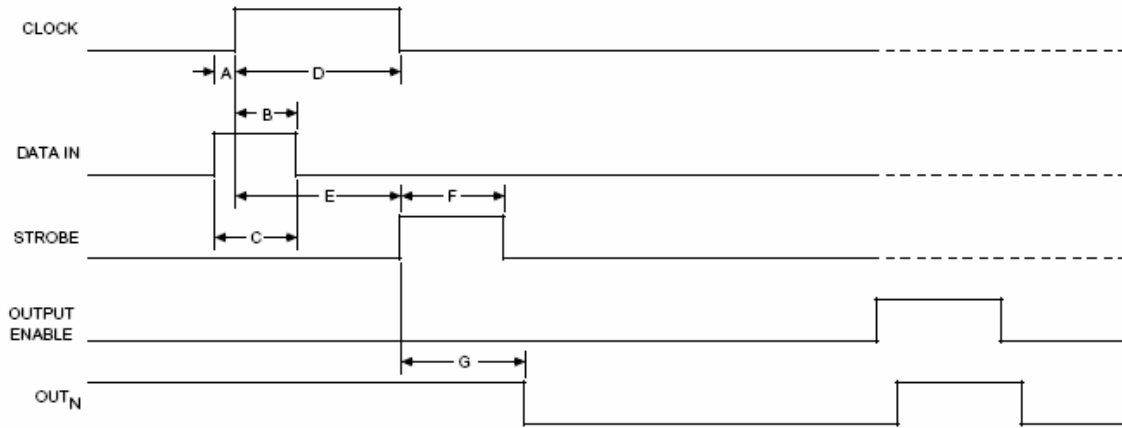 CLOCK
A
D
B
DATA IN
E
F
STROBE
C
OUTPUT
ENABLE
G
OUTN